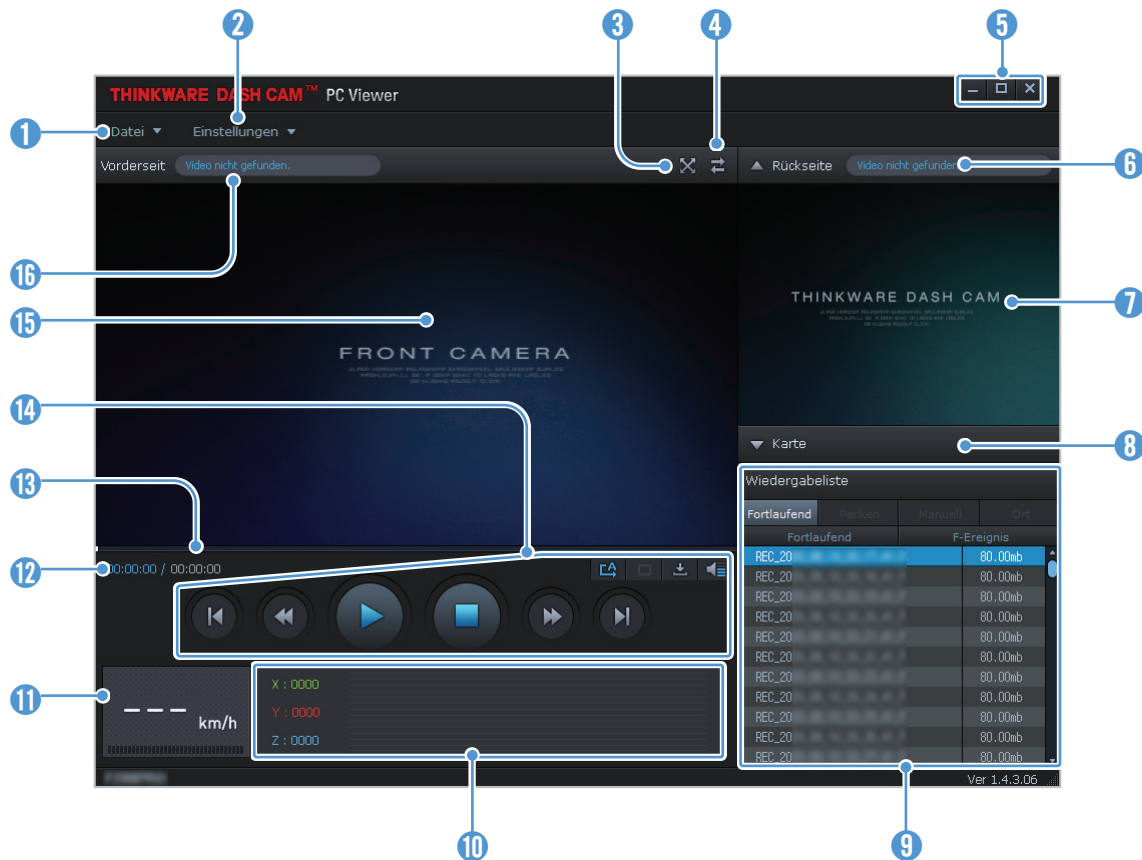 2 3 4 5
THINKWARE DASH CAM™ PC Viewer
1 Datei Einstellungen
Vorderseit Video nicht gefunden. Rückseite Video nicht gefunden. 6
16
15
THINKWARE DASH CAM 7
FRONT CAMERA
14
Karte 8
13
Wiedergabeliste
Fortlaufend Parken Manuell Ort
Fortlaufend F-Ereignis
12 00:00:00 / 00:00:00
REC_20 80.00mb
REC_20 80.00mb
REC_20 80.00mb
REC_20 80.00mb
REC_20 80.00mb
REC_20 80.00mb
REC_20 80.00mb
REC_20 80.00mb
REC_20 80.00mb
REC_20 80.00mb
REC_20 80.00mb
11 --- km/h
X : 0000
Y : 0000
Z : 0000
Ver 1.4.3.06
10 9